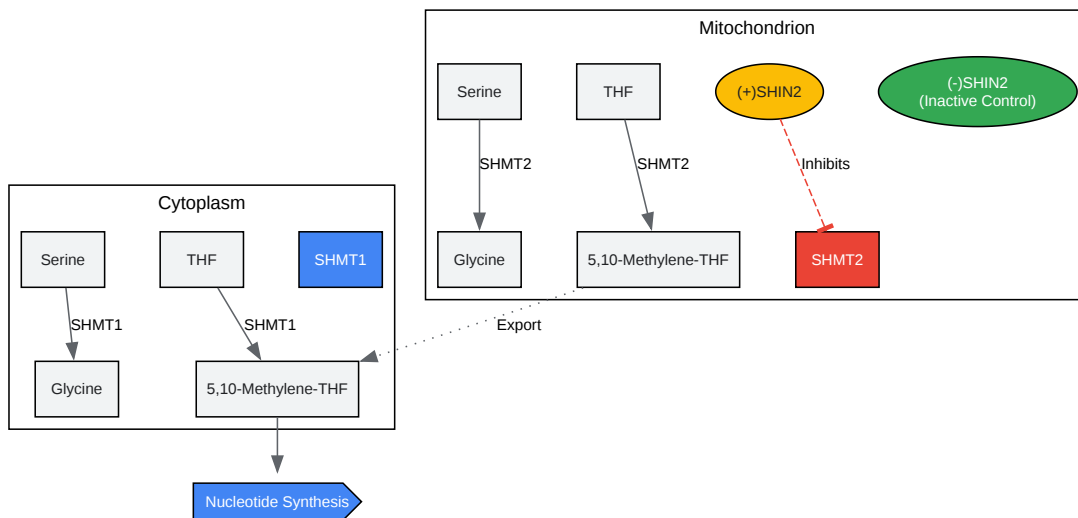 Mitochondrion
Serine
THF
(+)SHIN2
(-)SHIN2
(Inactive Control)
SHMT2
SHMT2
Inhibits
Glycine
5,10-Methylene-THF
SHMT2
Cytoplasm
Serine
THF
SHMT1
SHMT1
SHMT1
Export
Glycine
5,10-Methylene-THF
Nucleotide Synthesis